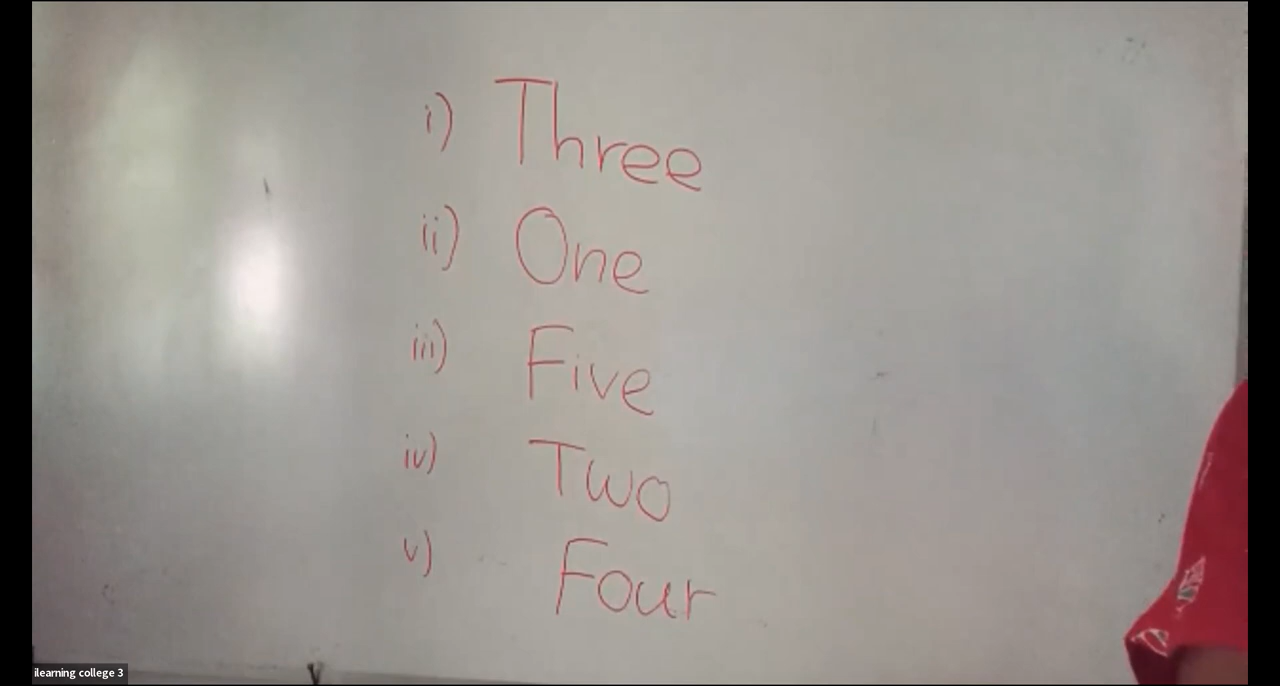 i) Three
ii) One
iii) Five
iv) Two
v) Four
ilearning college 3